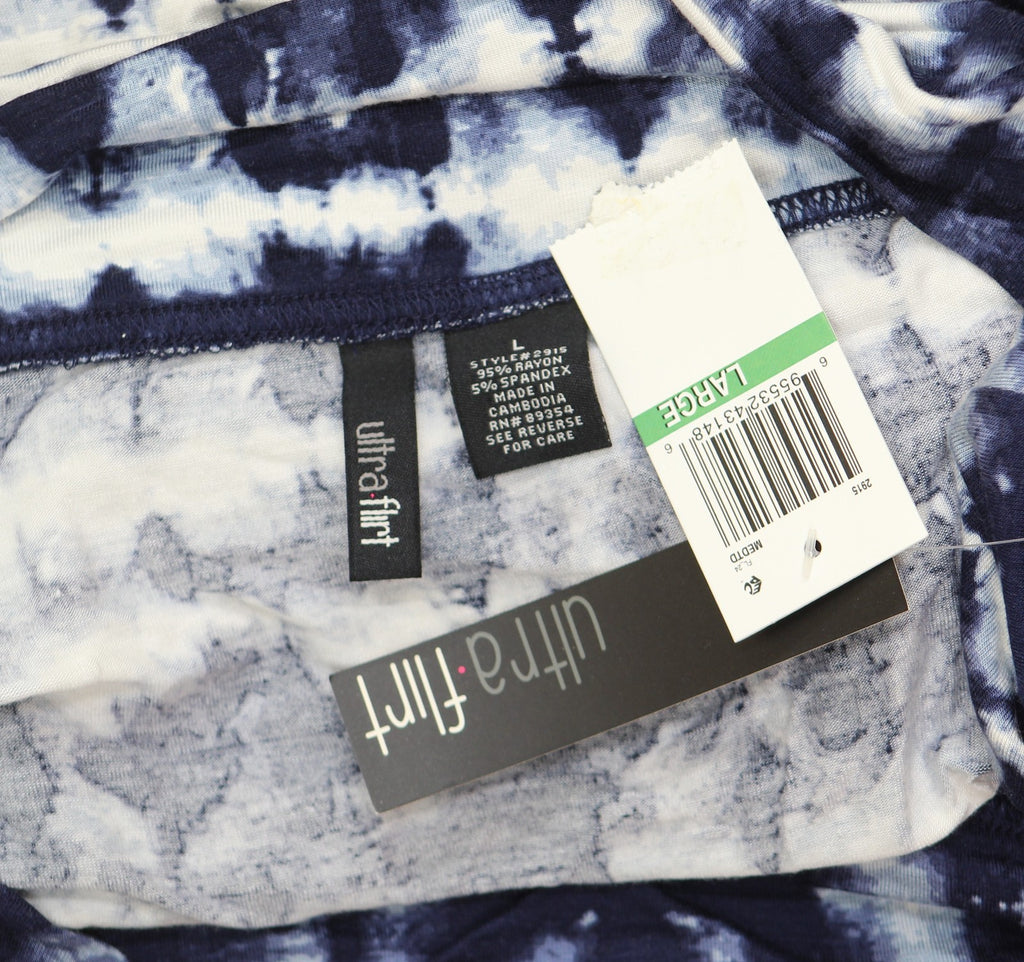 L
STYLE#2915
95% RAYON
5% SPANDEX
MADE IN
CAMBODIA
RN# 89354
SEE REVERSE
FOR CARE
ultra·flirt
LARGE
6 95532 43148 6
2915
MEDTD
FL_24
ultra·flirt